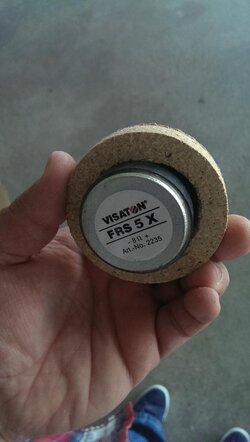 VISATON®
FRS 5 X
- 8 Ω +
Art.-No. 2235